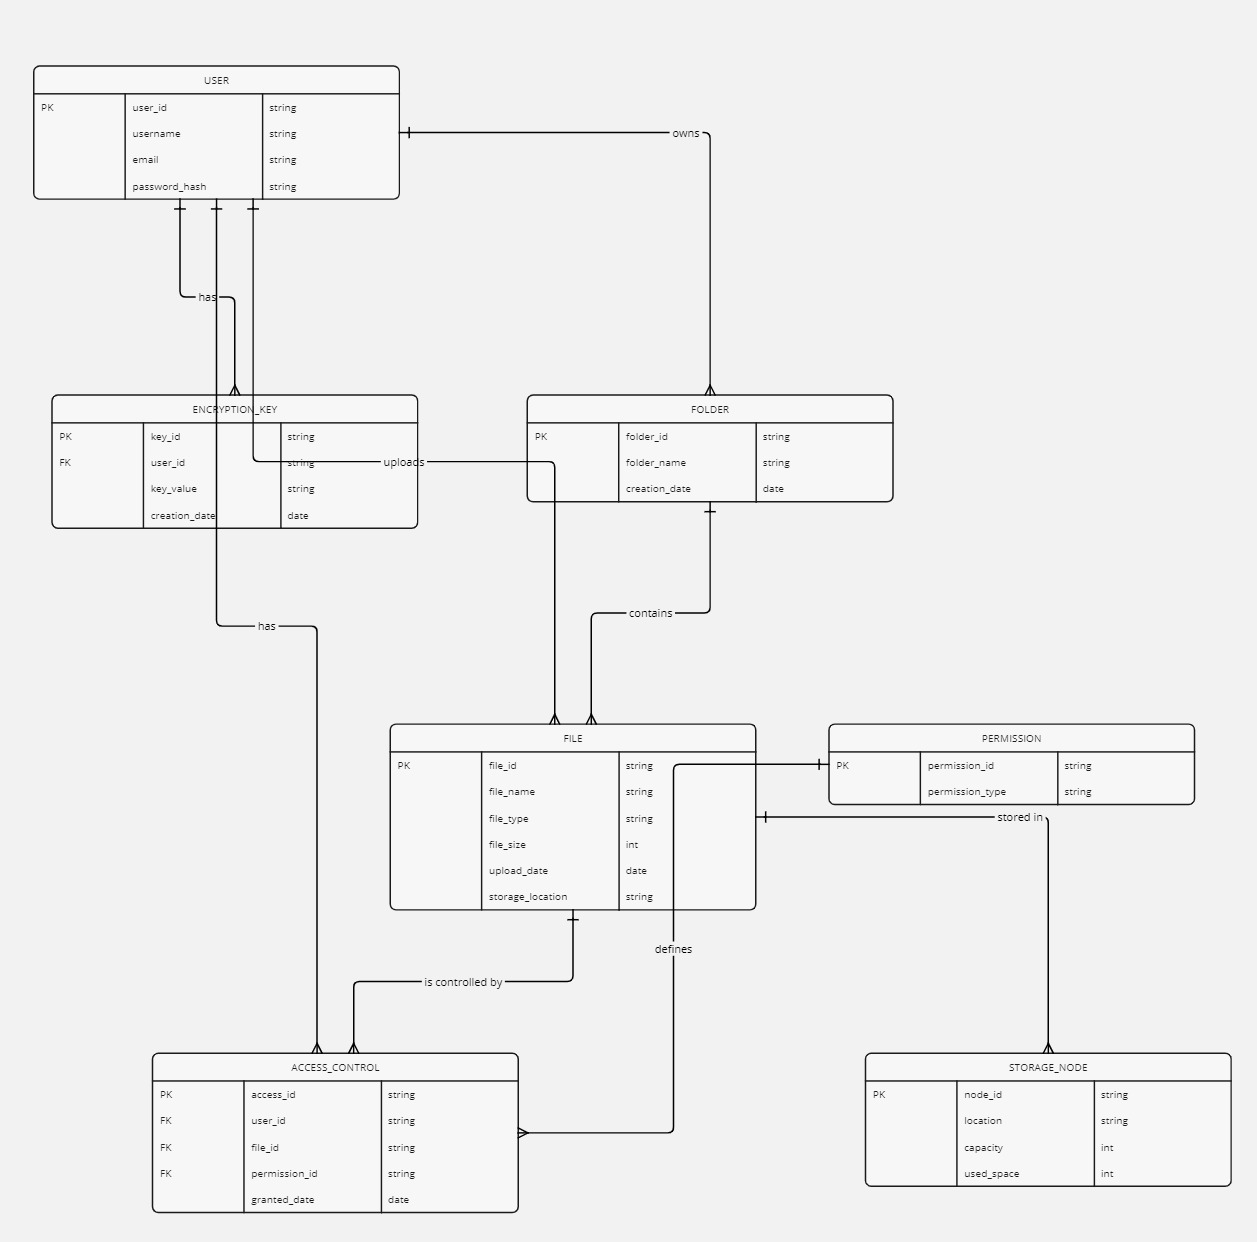 USER
PK user_id string
username string
email string
password_hash string
owns
has
ENCRYPTION_KEY
PK key_id string
FK user_id string
key_value string
creation_date date
uploads
FOLDER
PK folder_id string
folder_name string
creation_date date
contains
has
FILE
PK file_id string
file_name string
file_type string
file_size int
upload_date date
storage_location string
PERMISSION
PK permission_id string
permission_type string
stored in
defines
is controlled by
ACCESS_CONTROL
PK access_id string
FK user_id string
FK file_id string
FK permission_id string
granted_date date
STORAGE_NODE
PK node_id string
location string
capacity int
used_space int